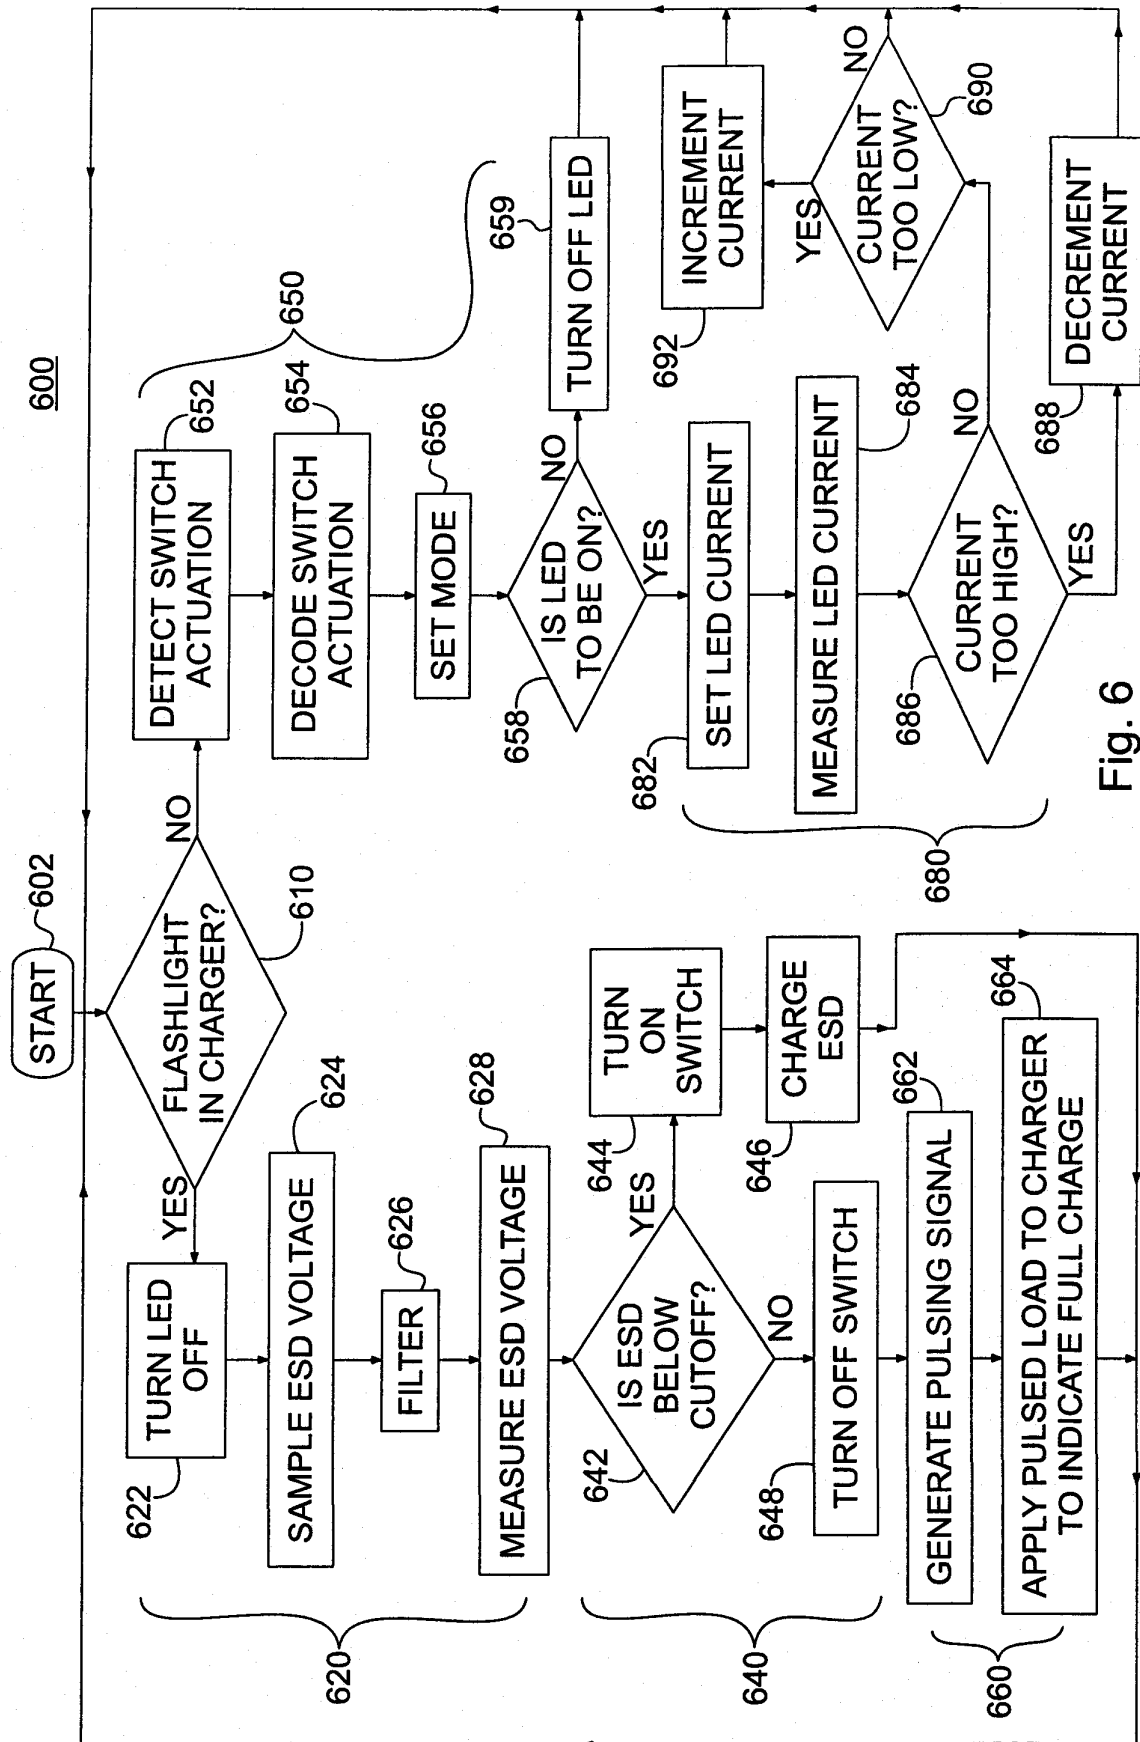 600
START
602
FLASHLIGHT
IN CHARGER?
610
YES
NO
TURN LED
OFF
622
SAMPLE ESD VOLTAGE
624
FILTER
626
MEASURE ESD VOLTAGE
628
620
IS ESD
BELOW
CUTOFF?
642
YES
NO
TURN
ON
SWITCH
644
CHARGE
ESD
646
TURN OFF SWITCH
648
640
GENERATE PULSING SIGNAL
662
APPLY PULSED LOAD TO CHARGER
TO INDICATE FULL CHARGE
664
660
DETECT SWITCH
ACTUATION
652
DECODE SWITCH
ACTUATION
654
650
SET MODE
656
IS LED
TO BE ON?
658
NO
YES
TURN OFF LED
659
SET LED CURRENT
682
MEASURE LED CURRENT
684
CURRENT
TOO HIGH?
686
NO
YES
680
INCREMENT
CURRENT
692
CURRENT
TOO LOW?
690
YES
NO
DECREMENT
CURRENT
688
Fig. 6